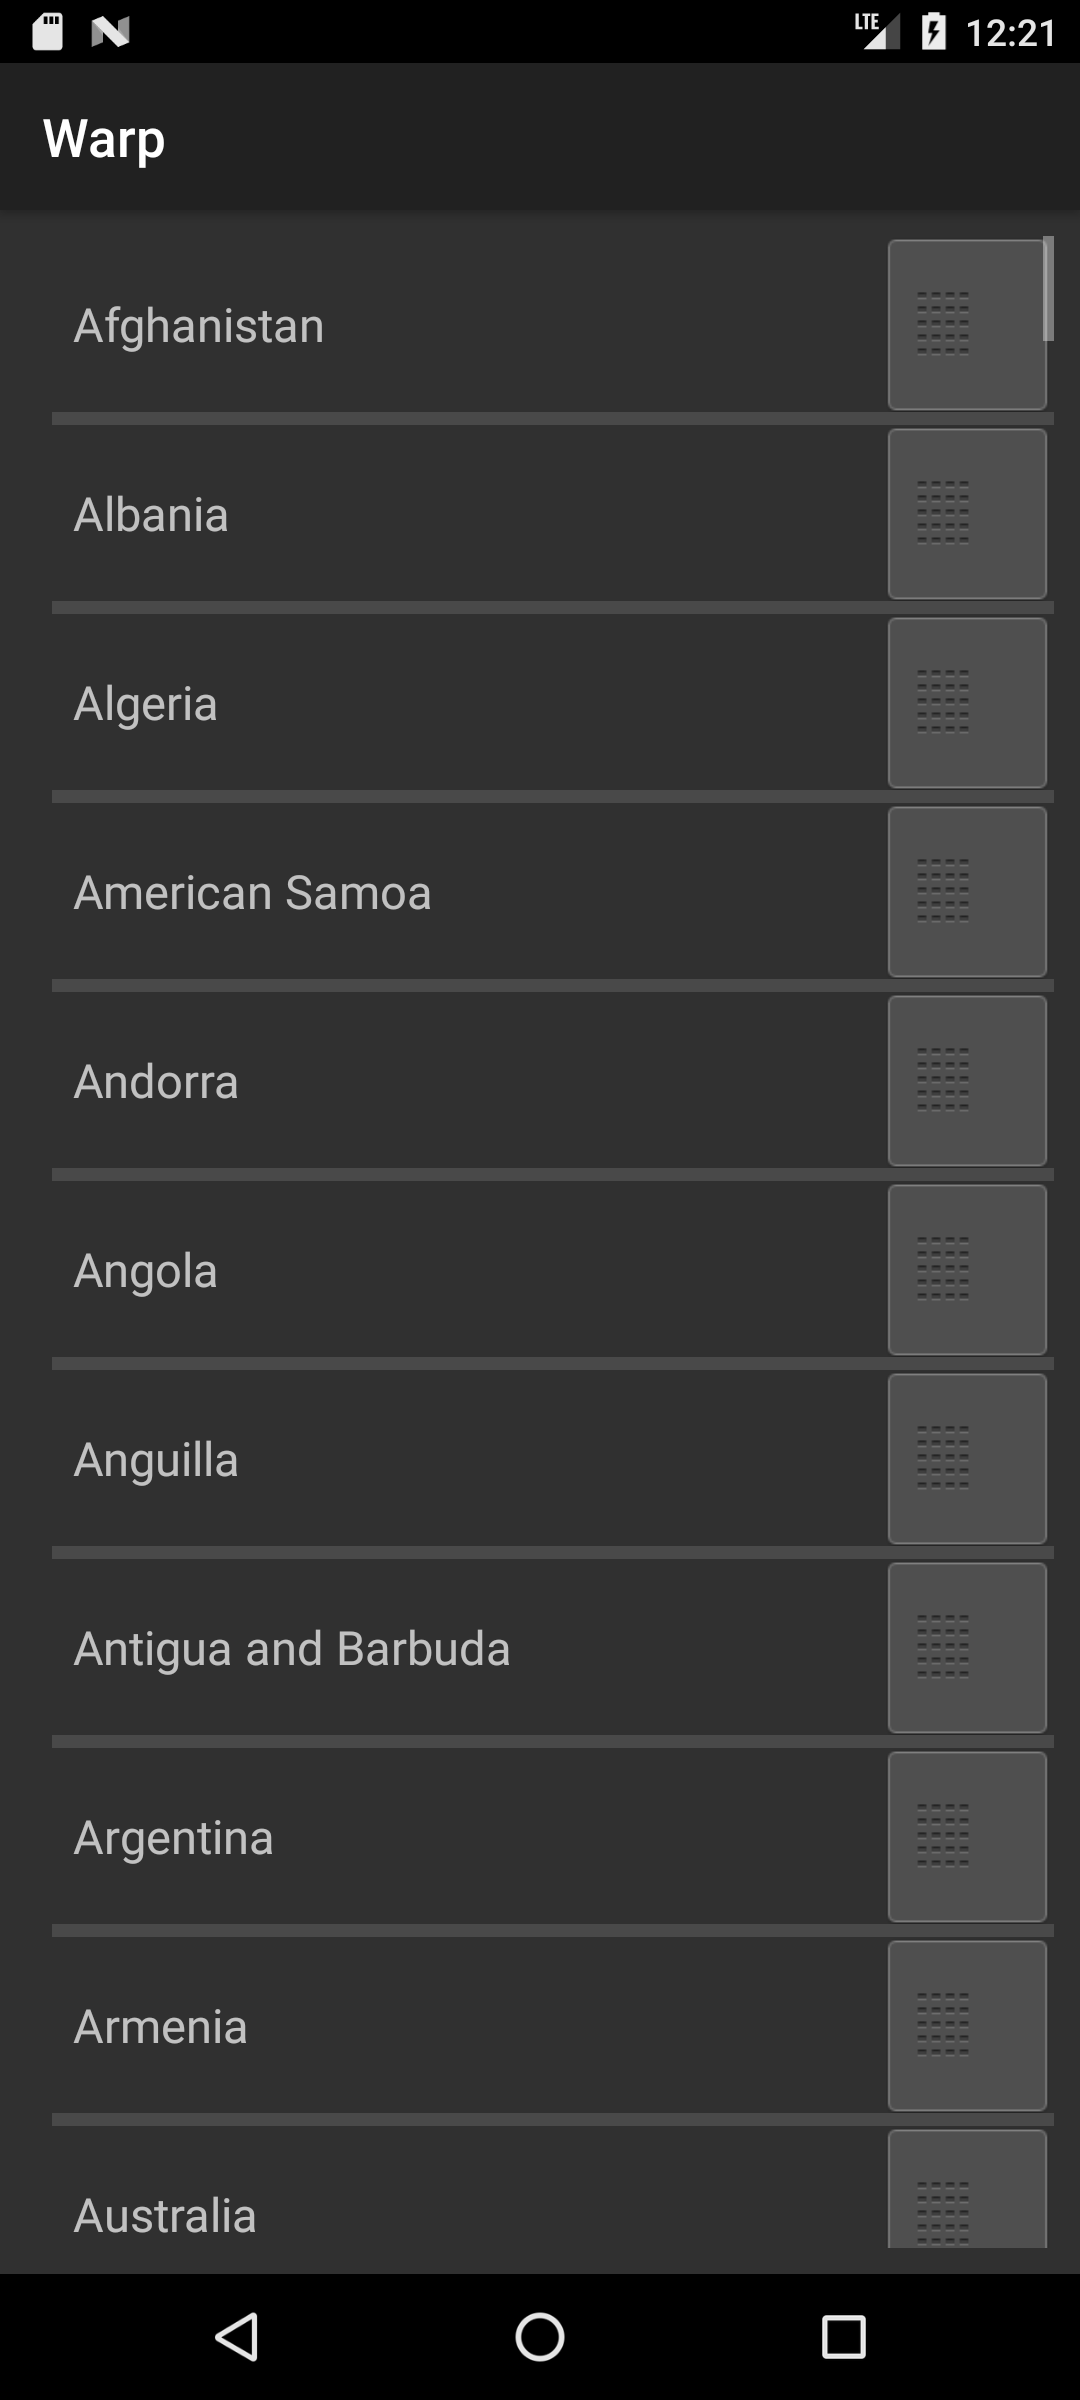 LTE 12:21
Warp
Afghanistan
Albania
Algeria
American Samoa
Andorra
Angola
Anguilla
Antigua and Barbuda
Argentina
Armenia
Australia